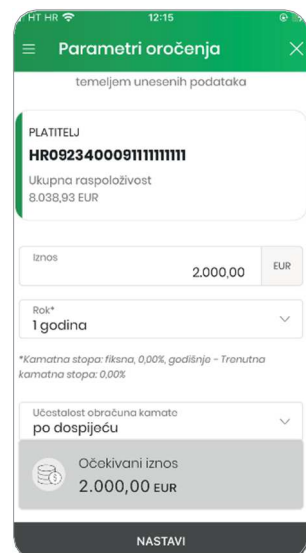 HT HR 12:15
Parametri oročenja
temeljem unesenih podataka
PLATITELJ
HR0923400091111111111
Ukupna raspoloživost
8.038,93 EUR
Iznos
2.000,00 EUR
Rok*
1 godina
*Kamatna stopa: fiksna, 0,00%, godišnje - Trenutna
kamatna stopa: 0,00%
Učestalost obračuna kamate
po dospijeću
Očekivani iznos
2.000,00 EUR
NASTAVI